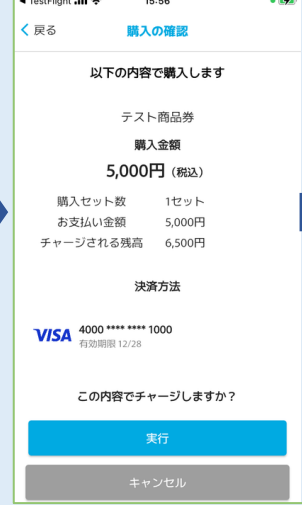 TestFlight 15:56
戻る 購入の確認
以下の内容で購入します
テスト商品券
購入金額
5,000円（税込）
購入セット数 1セット
お支払い金額 5,000円
チャージされる残高 6,500円
決済方法
VISA 4000 **** **** 1000
有効期限 12/28
この内容でチャージしますか？
実行
キャンセル